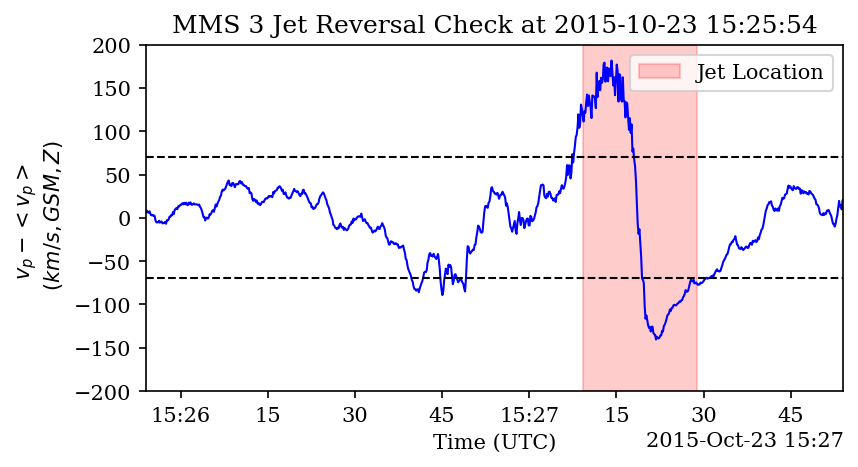 MMS 3 Jet Reversal Check at 2015-10-23 15:25:54
Jet Location
200
150
100
50
0
−50
−100
−150
−200
v_p − < v_p >
(km/s, GSM, Z)
15:26 15 30 45 15:27 15 30 45
Time (UTC)
2015-Oct-23 15:27